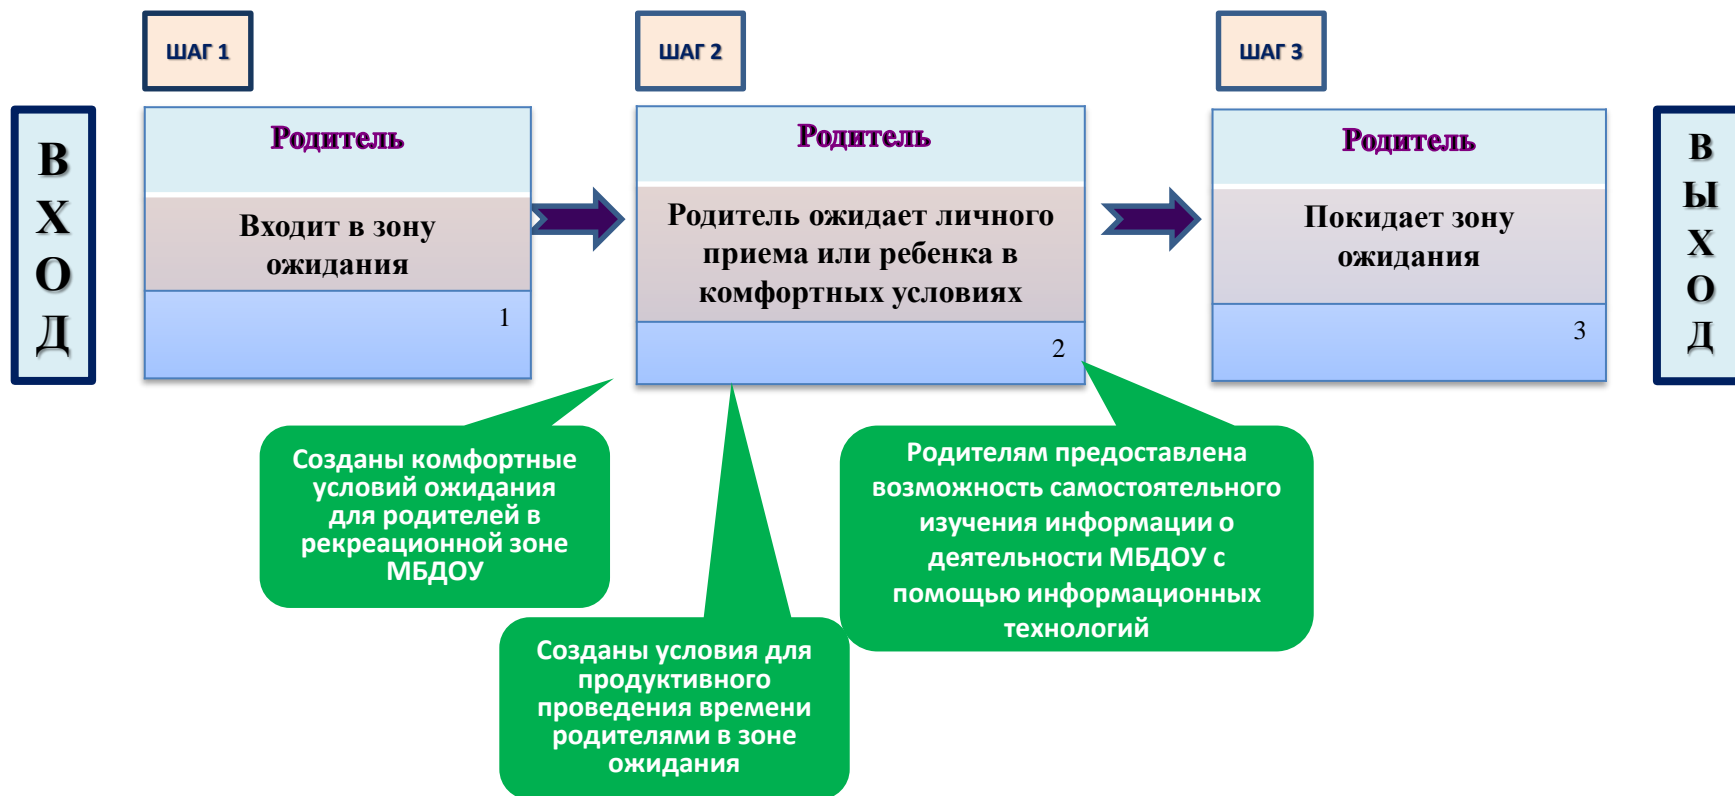 ШАГ 1
ШАГ 2
ШАГ 3
В
Х
О
Д
Родитель
Входит в зону
ожидания
1
Родитель
Родитель ожидает личного
приема или ребенка в
комфортных условиях
2
Родитель
Покидает зону
ожидания
3
В
Ы
Х
О
Д
Созданы комфортные
условий ожидания
для родителей в
рекреационной зоне
МБДОУ
Созданы условия для
продуктивного
проведения времени
родителями в зоне
ожидания
Родителям предоставлена
возможность самостоятельного
изучения информации о
деятельности МБДОУ с
помощью информационных
технологий